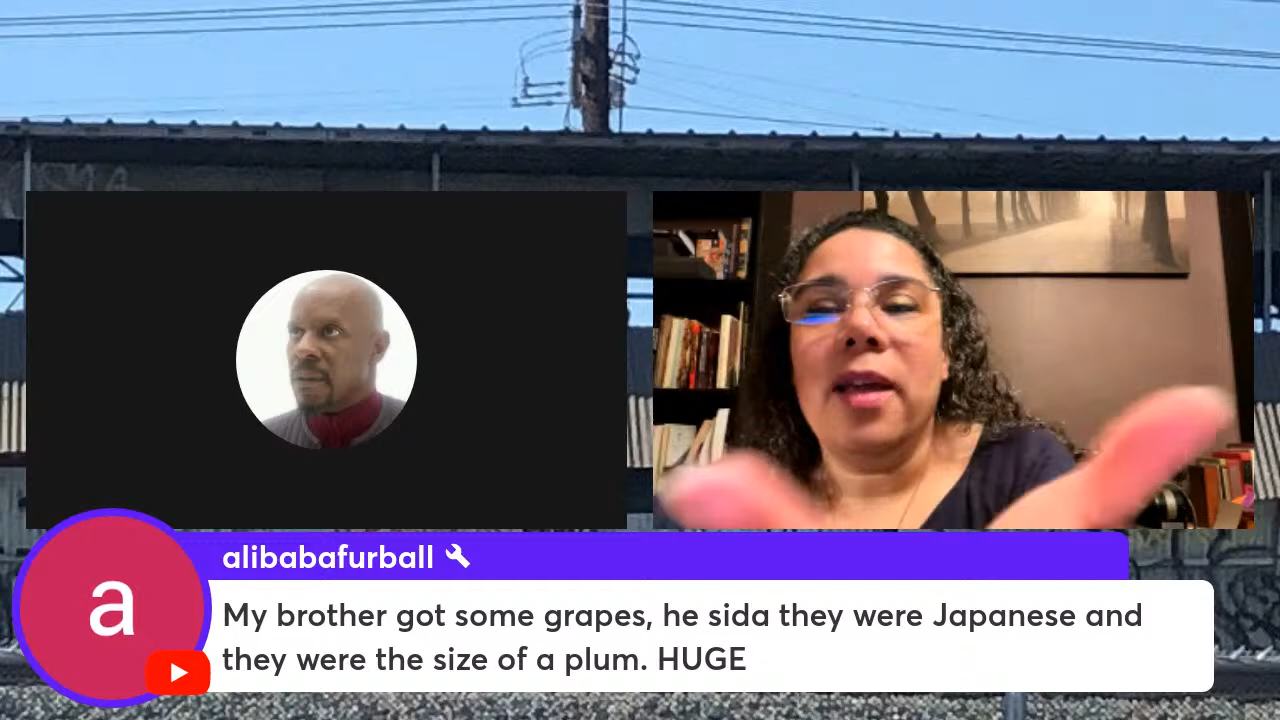 alibabafurball
a
My brother got some grapes, he sida they were Japanese and
they were the size of a plum. HUGE